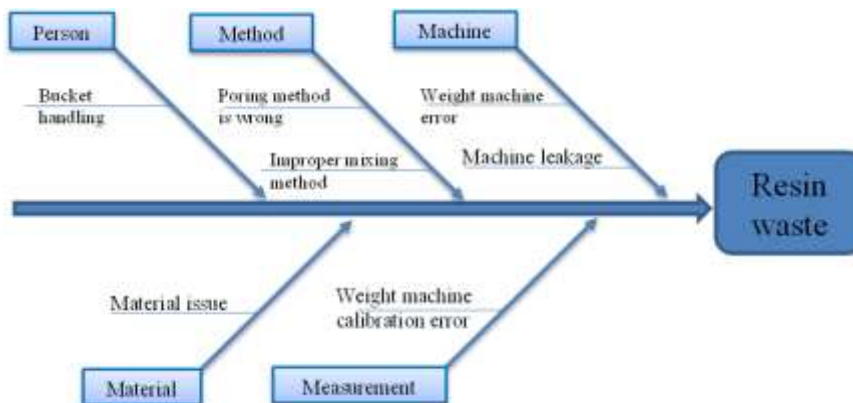 Person
Method
Machine
Bucket
handling
Poring method
is wrong
Improper mixing
method
Weight machine
error
Machine leakage
Resin
waste
Material issue
Weight machine
calibration error
Material
Measurement